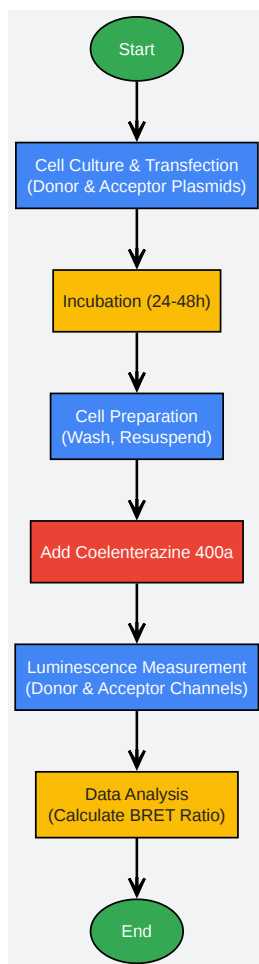 Start
Cell Culture & Transfection
(Donor & Acceptor Plasmids)
Incubation (24-48h)
Cell Preparation
(Wash, Resuspend)
Add Coelenterazine 400a
Luminescence Measurement
(Donor & Acceptor Channels)
Data Analysis
(Calculate BRET Ratio)
End